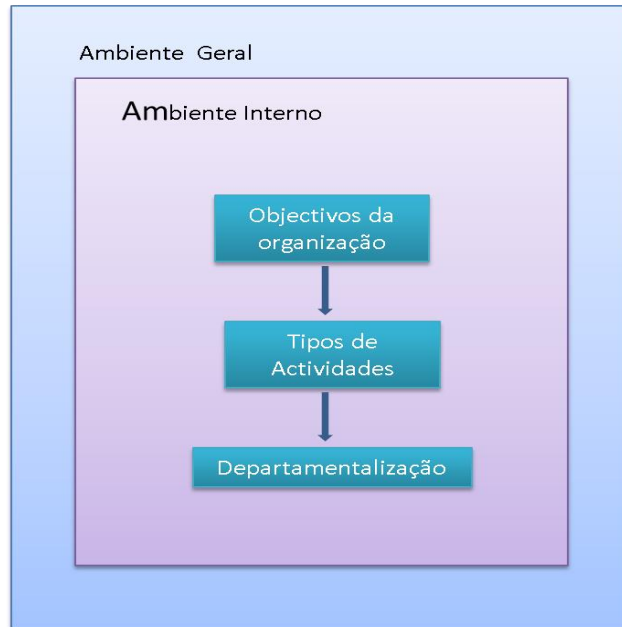 Ambiente Geral
Ambiente Interno
Objectivos da
organização
Tipos de
Actividades
Departamentalização